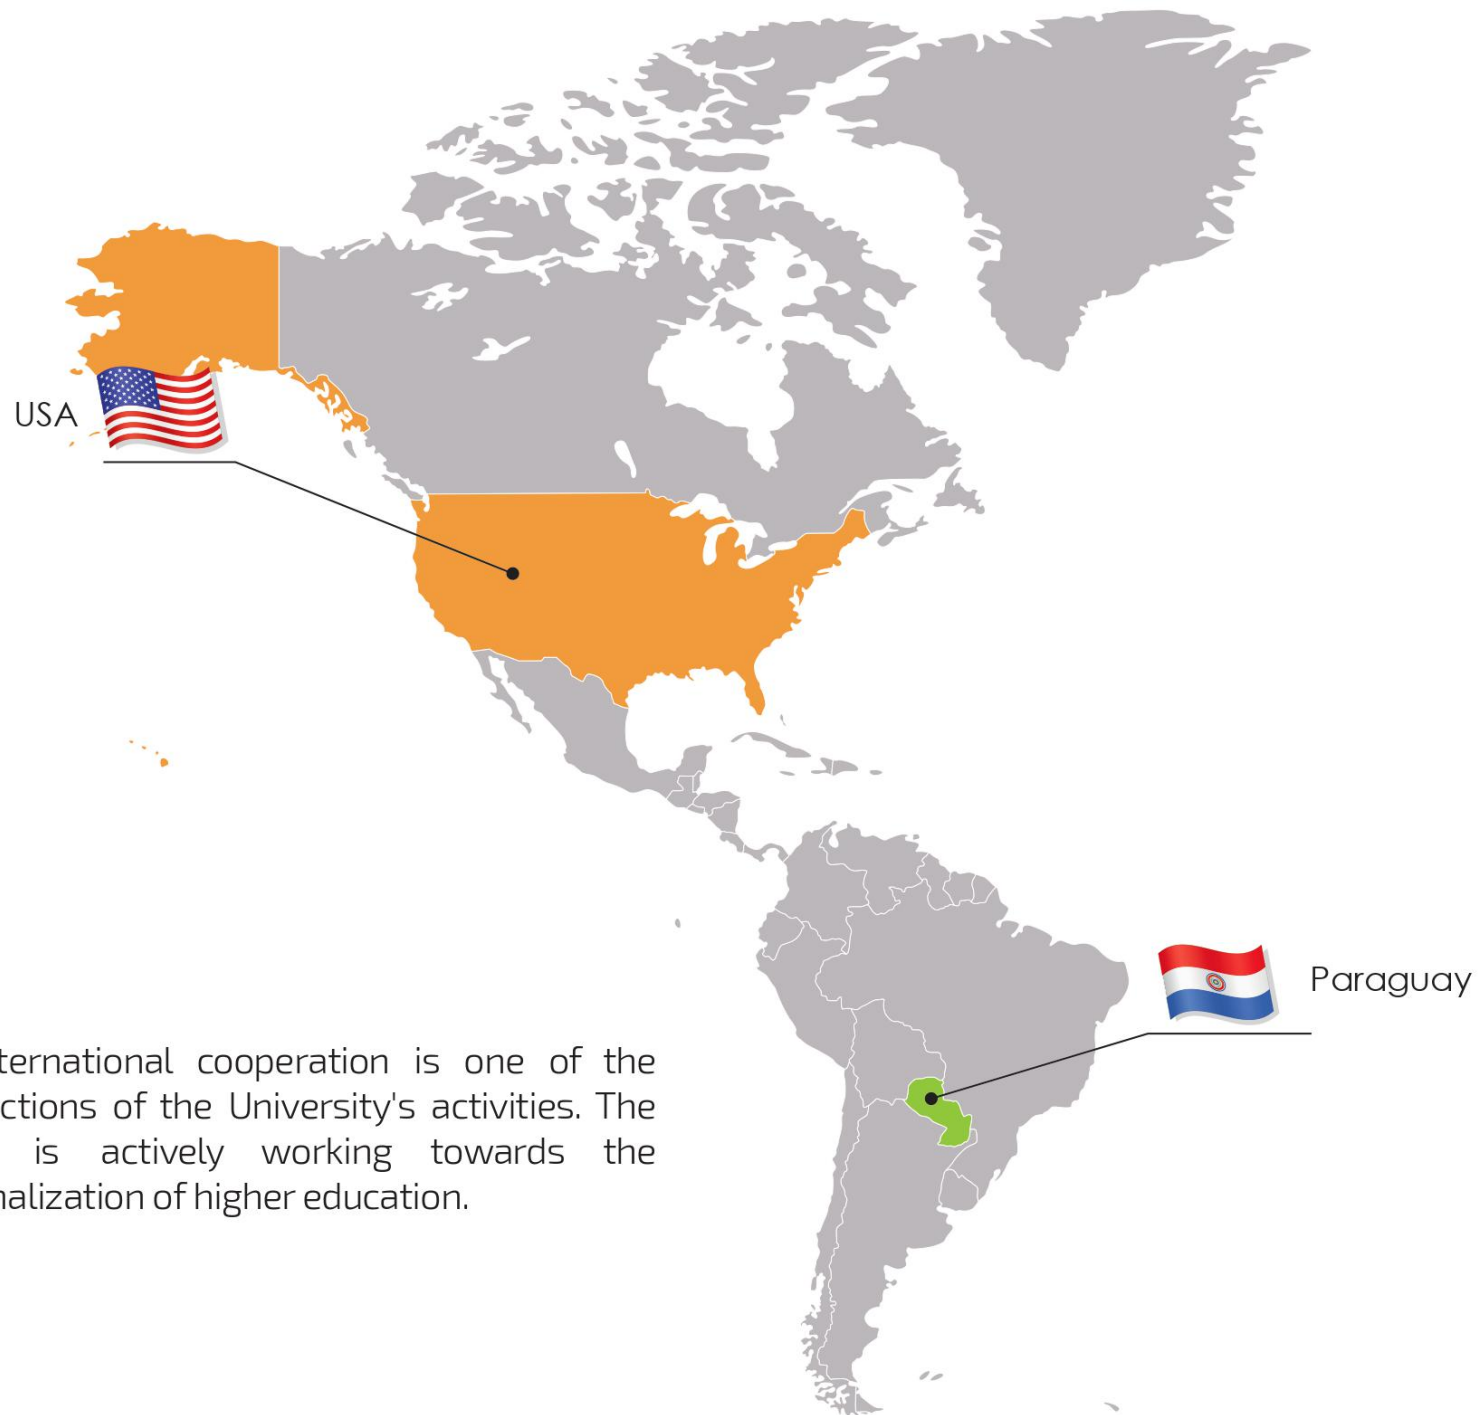 USA
Paraguay
ternational cooperation is one of the
ctions of the University's activities. The
is actively working towards the
nalization of higher education.